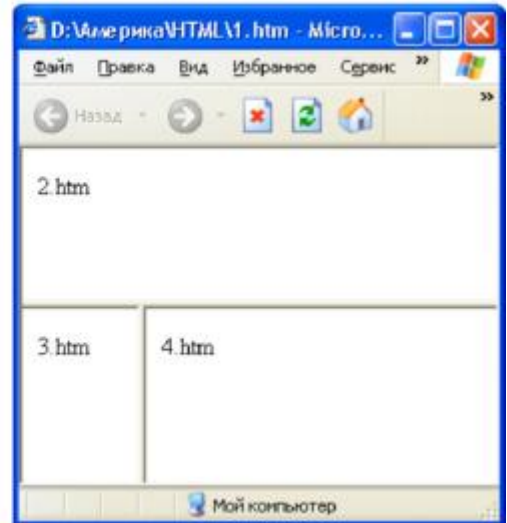 D:\Америка\HTML\1.htm - Micro...
Файл Правка Вид Избранное Сервис »
Назад »
2.htm
3.htm 4.htm
Мой компьютер